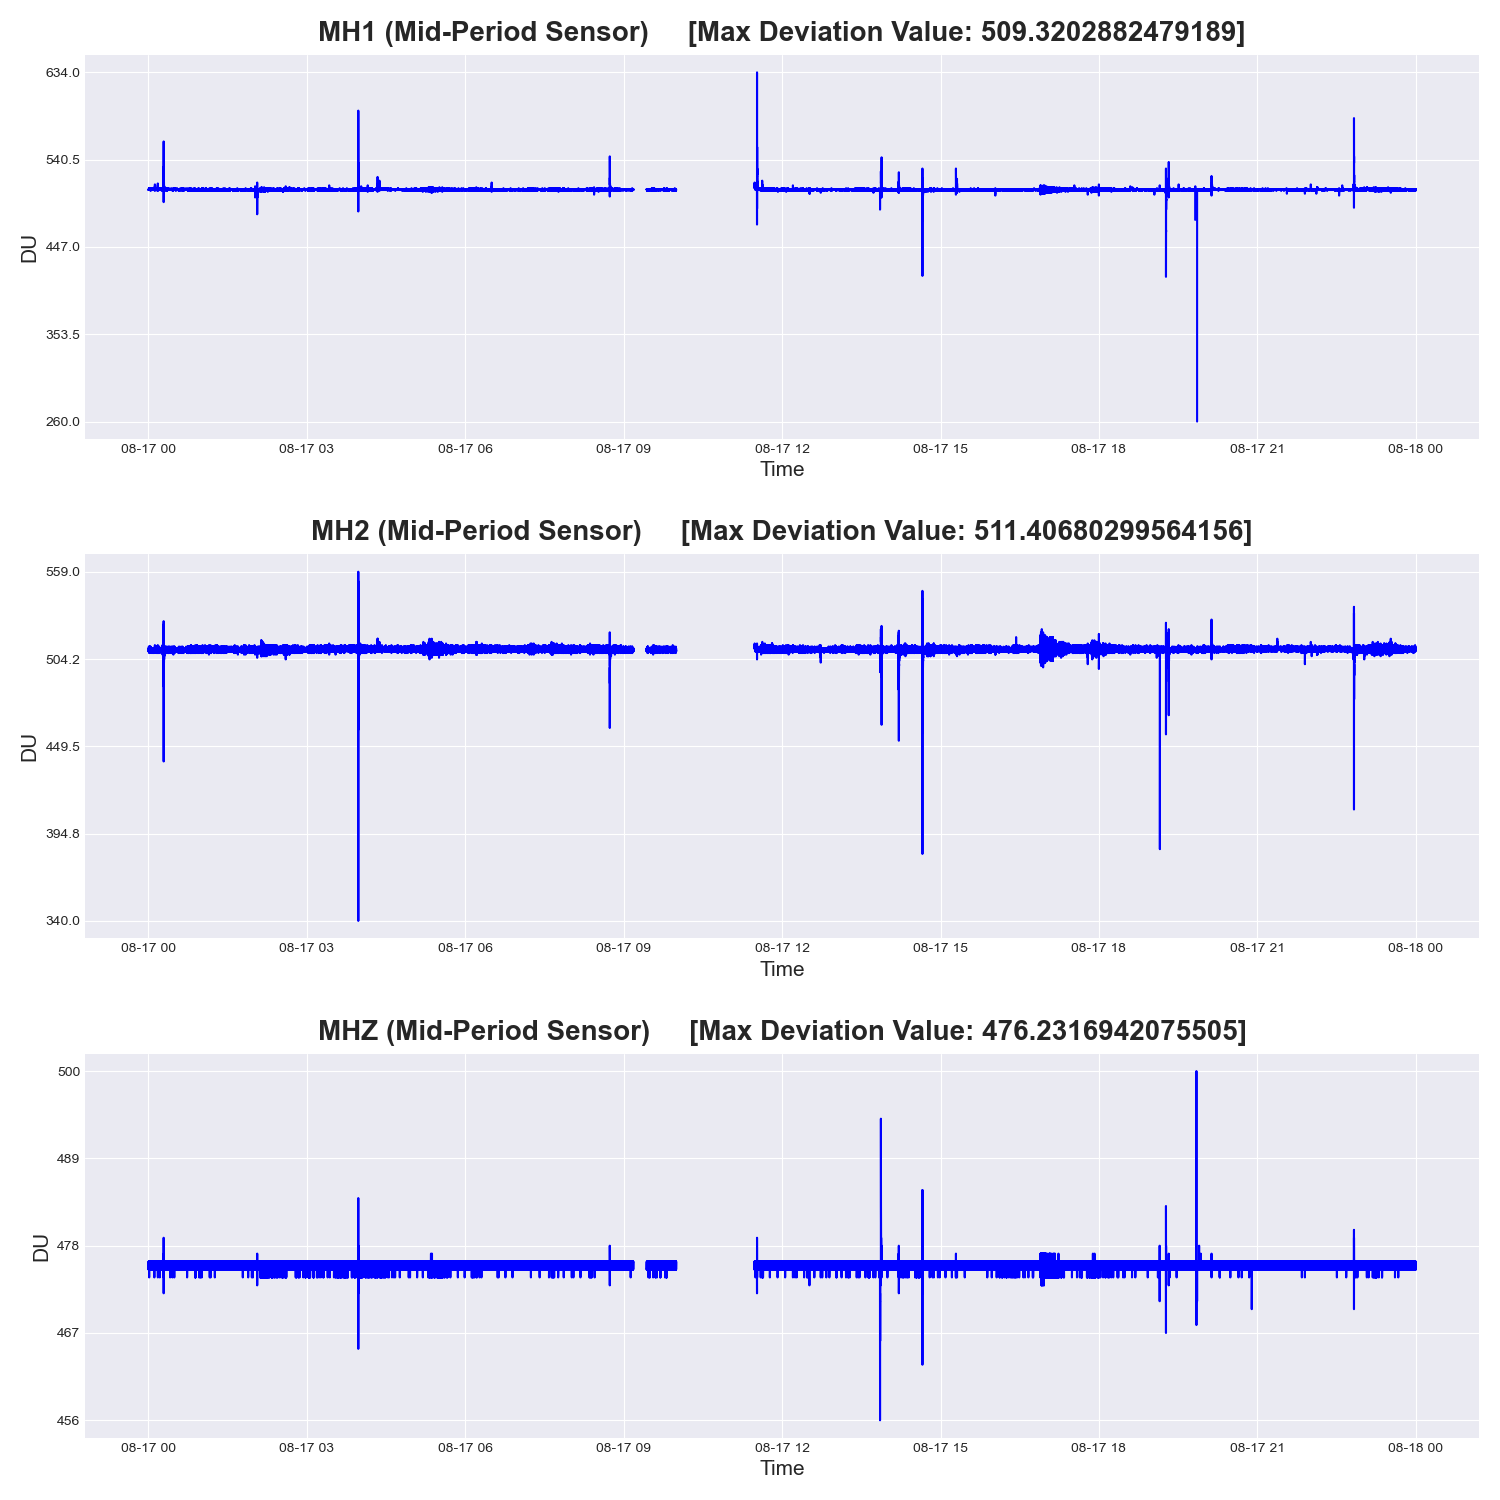 MH1 (Mid-Period Sensor) [Max Deviation Value: 509.3202882479189]
634.0
540.5
447.0
353.5
260.0
DU
08-17 00 08-17 03 08-17 06 08-17 09 08-17 12 08-17 15 08-17 18 08-17 21 08-18 00
Time
MH2 (Mid-Period Sensor) [Max Deviation Value: 511.40680299564156]
559.0
504.2
449.5
394.8
340.0
DU
08-17 00 08-17 03 08-17 06 08-17 09 08-17 12 08-17 15 08-17 18 08-17 21 08-18 00
Time
MHZ (Mid-Period Sensor) [Max Deviation Value: 476.2316942075505]
500
489
478
467
456
DU
08-17 00 08-17 03 08-17 06 08-17 09 08-17 12 08-17 15 08-17 18 08-17 21 08-18 00
Time